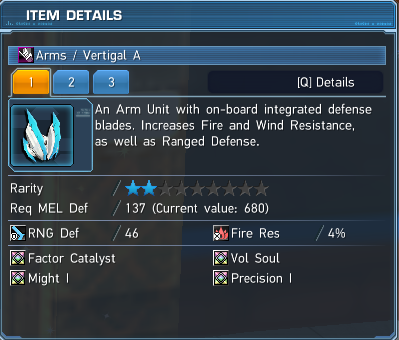 ITEM DETAILS
Arms / Vertigal A
1 2 3 [Q] Details
An Arm Unit with on-board integrated defense
blades. Increases Fire and Wind Resistance,
as well as Ranged Defense.
Rarity /
Req MEL Def / 137 (Current value: 680)
RNG Def / 46 Fire Res / 4%
Factor Catalyst Vol Soul
Might I Precision I